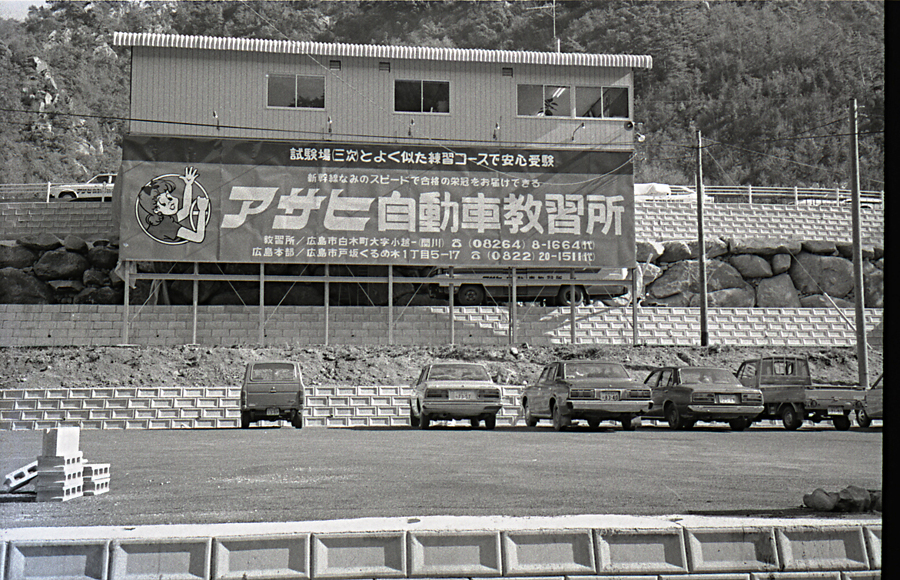 試験場(三次)とよく似た練習コースで安心受験
新幹線なみのスピードで合格の栄冠をお届けできる
アサヒ自動車教習所
教習所/広島市白木町大字小越-関川 ☎(08264)8-1664㈹
広島本部/広島市戸坂くるめ木1丁目5-17 ☎(0822)20-1511㈹